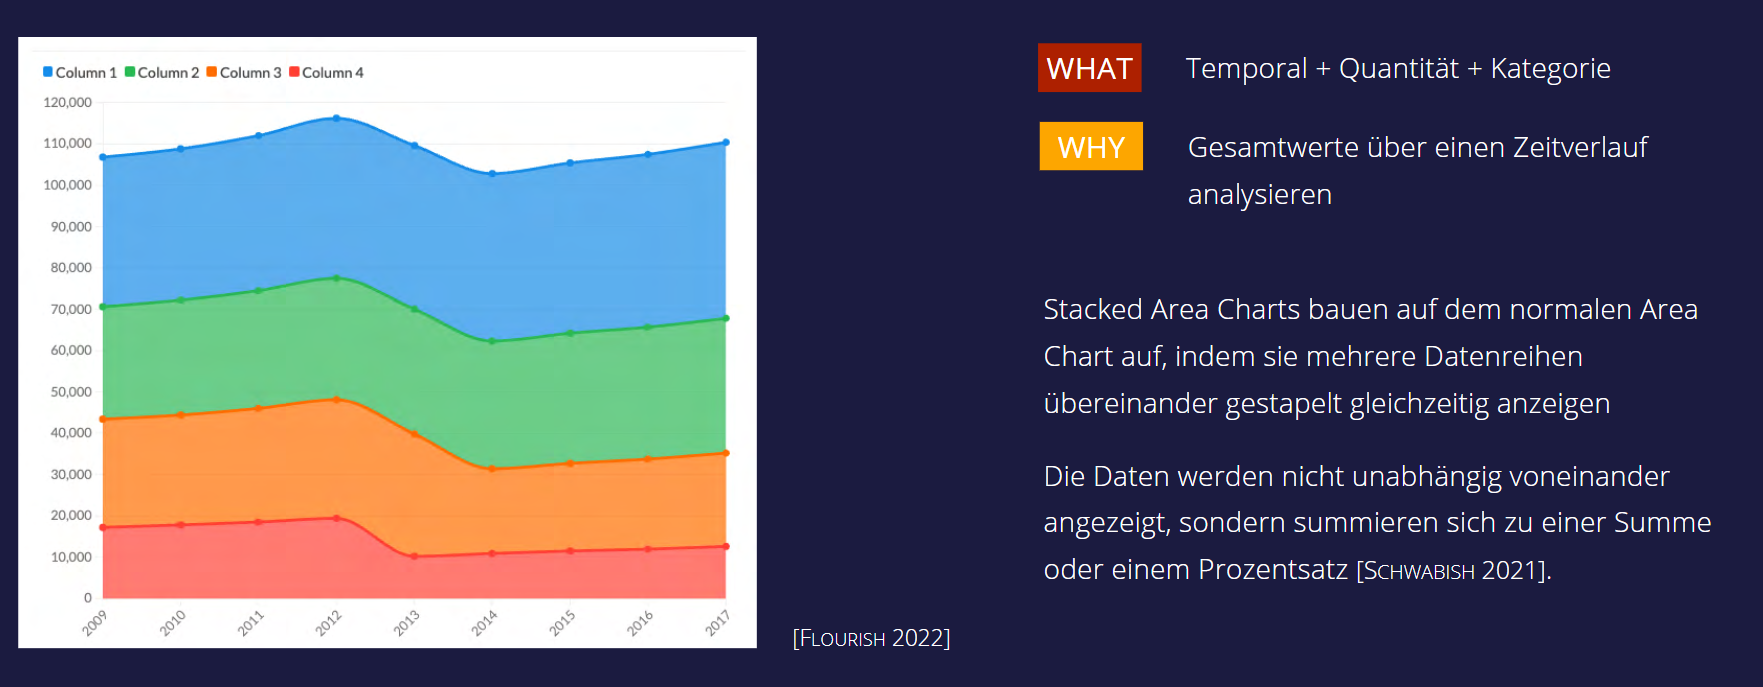 Column 1 Column 2 Column 3 Column 4
120,000
110,000
100,000
90,000
80,000
70,000
60,000
50,000
40,000
30,000
20,000
10,000
0
2009 2010 2011 2012 2013 2014 2015 2016 2017
[FLOURISH 2022]
WHAT Temporal + Quantität + Kategorie
WHY Gesamtwerte über einen Zeitverlauf
analysieren
Stacked Area Charts bauen auf dem normalen Area
Chart auf, indem sie mehrere Datenreihen
übereinander gestapelt gleichzeitig anzeigen
Die Daten werden nicht unabhängig voneinander
angezeigt, sondern summieren sich zu einer Summe
oder einem Prozentsatz [SCHWABISH 2021].